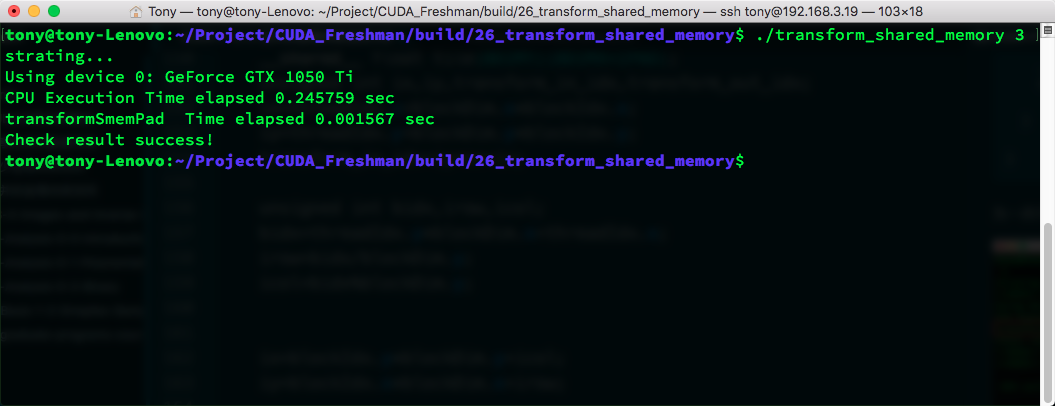 Tony — tony@tony-Lenovo: ~/Project/CUDA_Freshman/build/26_transform_shared_memory — ssh tony@192.168.3.19 — 103×18
[tony@tony-Lenovo:~/Project/CUDA_Freshman/build/26_transform_shared_memory$ ./transform_shared_memory 3 ]
strating...
Using device 0: GeForce GTX 1050 Ti
CPU Execution Time elapsed 0.245759 sec
transformSmemPad  Time elapsed 0.001567 sec
Check result success!
tony@tony-Lenovo:~/Project/CUDA_Freshman/build/26_transform_shared_memory$